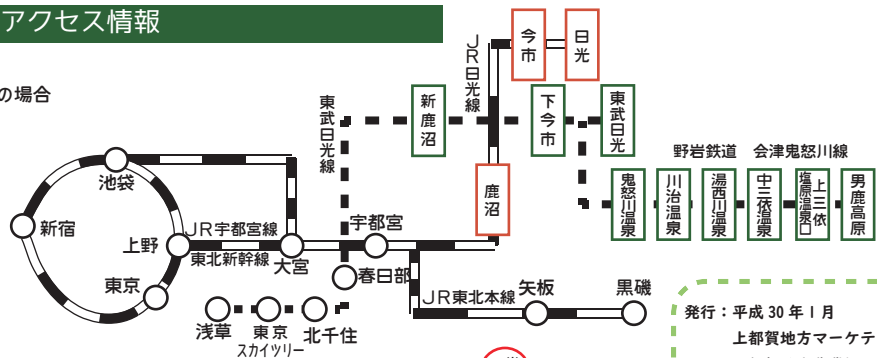 アクセス情報
の場合
今市
日光
JR日光線
東武日光線
新鹿沼
下今市
東武日光
野岩鉄道 会津鬼怒川線
鹿沼
鬼怒川温泉
川治温泉
湯西川温泉
中三依温泉
上三依
塩原温泉口
男鹿高原
池袋
新宿
上野
JR宇都宮線
東北新幹線
大宮
宇都宮
春日部
東京
浅草
東京
スカイツリー
北千住
JR東北本線
矢板
黒磯
発行：平成30年1月
上都賀地方マーケテ